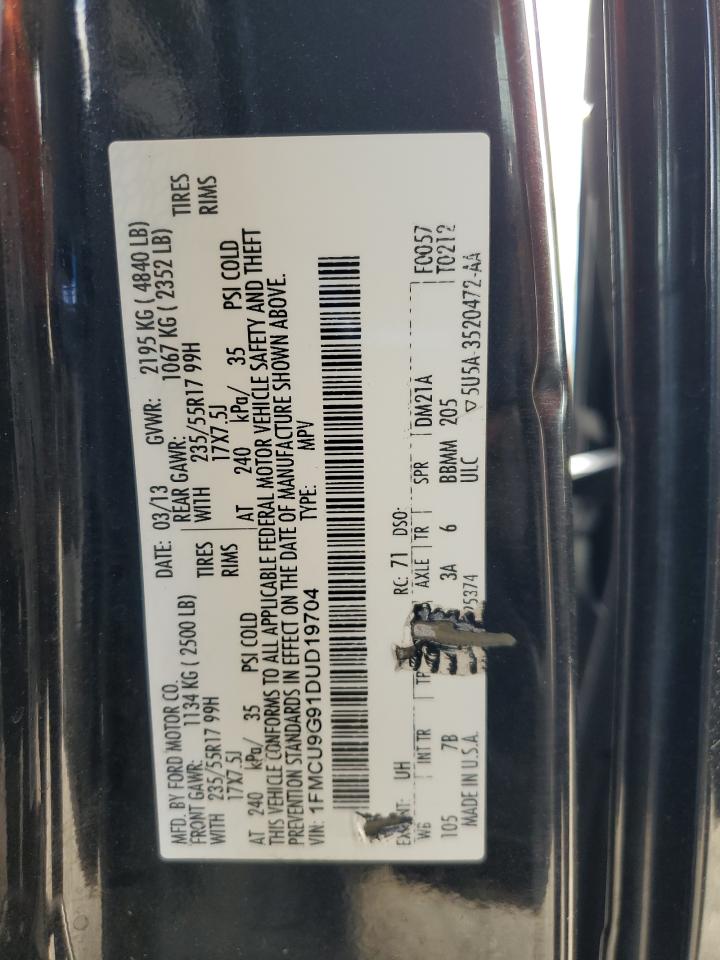 MFD. BY FORD MOTOR CO.
DATE: 03/13 GVWR: 2195 KG ( 4840 LB)
FRONT GAWR: 1134 KG ( 2500 LB) REAR GAWR: 1067 KG ( 2352 LB)
WITH 235/55R17 99H TIRES WITH 235/55R17 99H TIRES
17X7.5J RIMS 17X7.5J RIMS
AT 240 kPa/ 35 PSI COLD AT 240 kPa/ 35 PSI COLD
THIS VEHICLE CONFORMS TO ALL APPLICABLE FEDERAL MOTOR VEHICLE SAFETY AND THEFT
PREVENTION STANDARDS IN EFFECT ON THE DATE OF MANUFACTURE SHOWN ABOVE.
VIN: 1FMCU9G91DUD19704 TYPE: MPV
UH RC: 71 DSO: F0057
WB INT TR TP AXLE TR SPR DM21A T0212
105 7B 3A 6 BBMM 205
MADE IN U.S.A. 25374 ULC ▽5U5A-3520472-AA